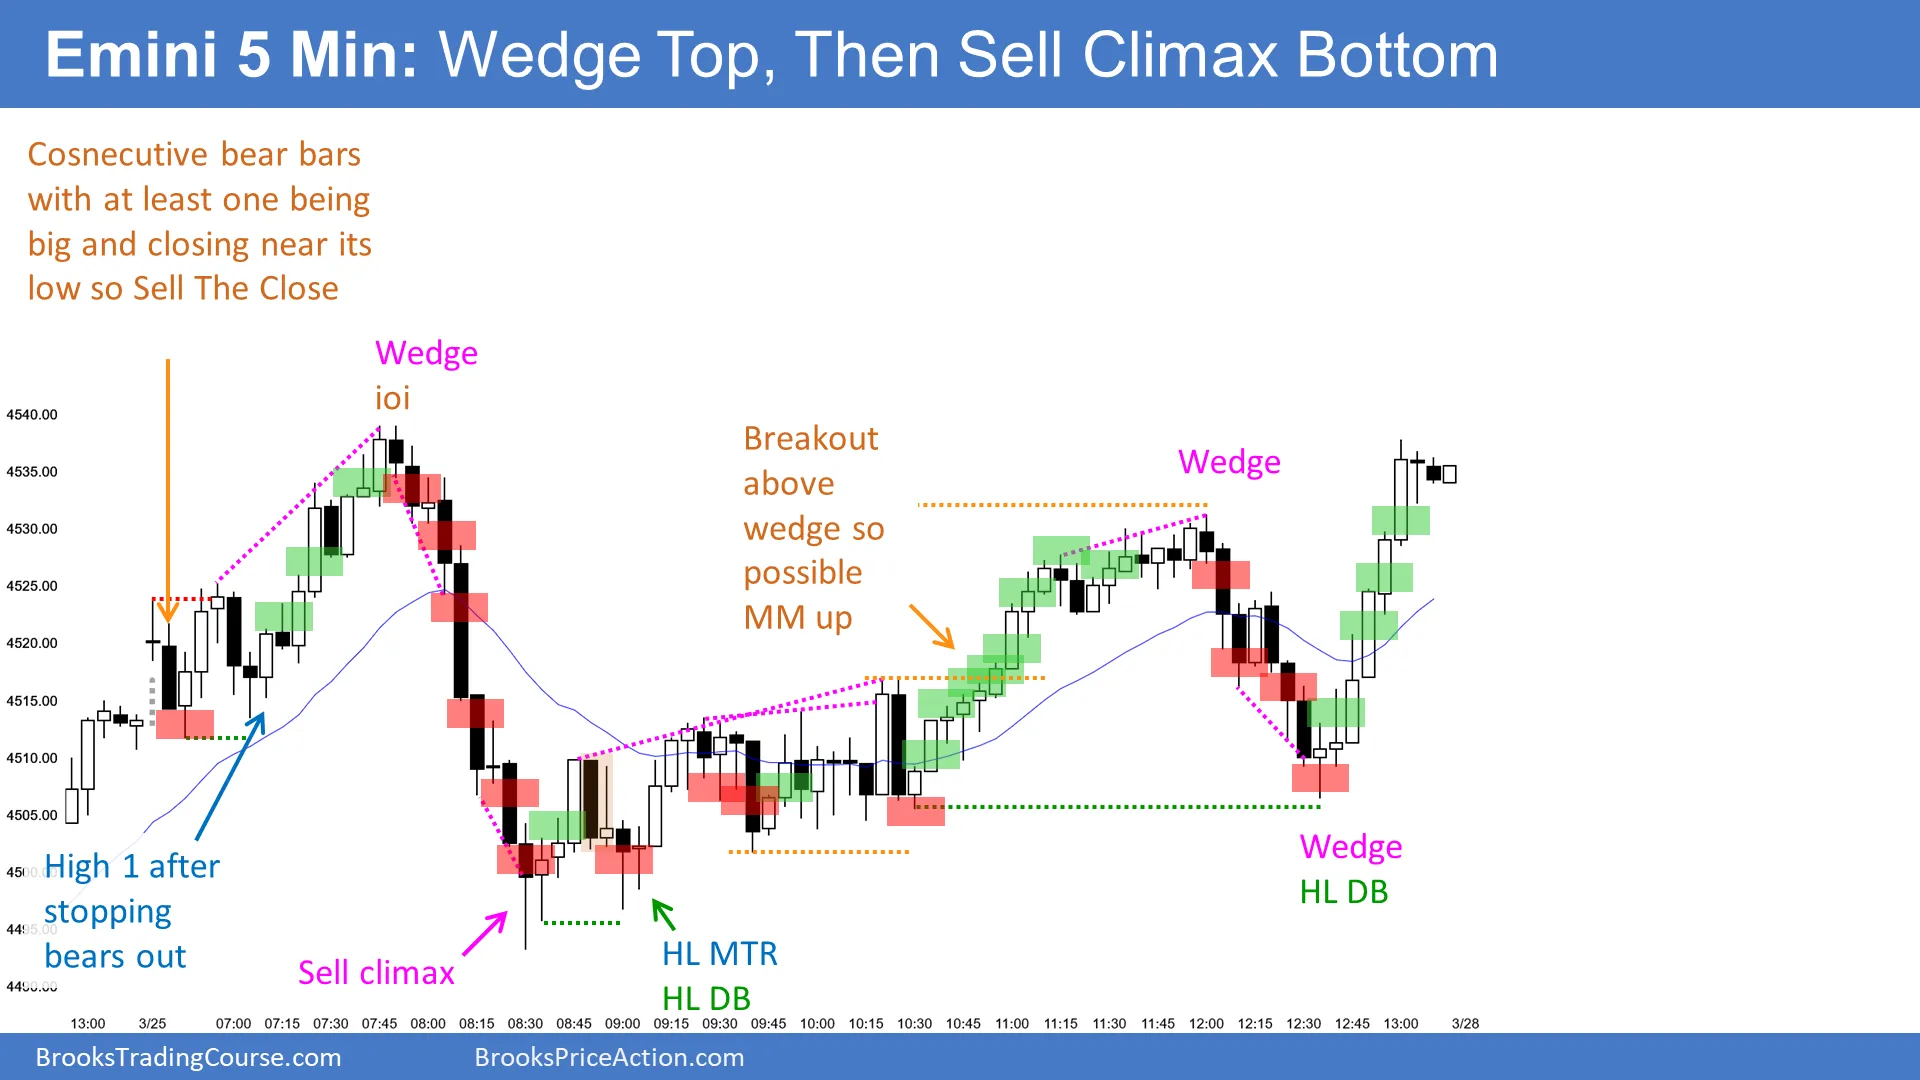 Emini 5 Min: Wedge Top, Then Sell Climax Bottom
Cosnecutive bear bars
with at least one being
big and closing near its
low so Sell The Close
Wedge
ioi
Breakout
above
wedge so
possible
MM up
Wedge
4540.00
4535.00
4530.00
4525.00
4520.00
4515.00
4510.00
4505.00
4500.00
4495.00
4490.00
High 1 after
stopping
bears out
Sell climax
HL MTR
HL DB
Wedge
HL DB
13:00 3/25 07:00 07:15 07:30 07:45 08:00 08:15 08:30 08:45 09:00 09:15 09:30 09:45 10:00 10:15 10:30 10:45 11:00 11:15 11:30 11:45 12:00 12:15 12:30 12:45 13:00 3/28
BrooksTradingCourse.com
BrooksPriceAction.com